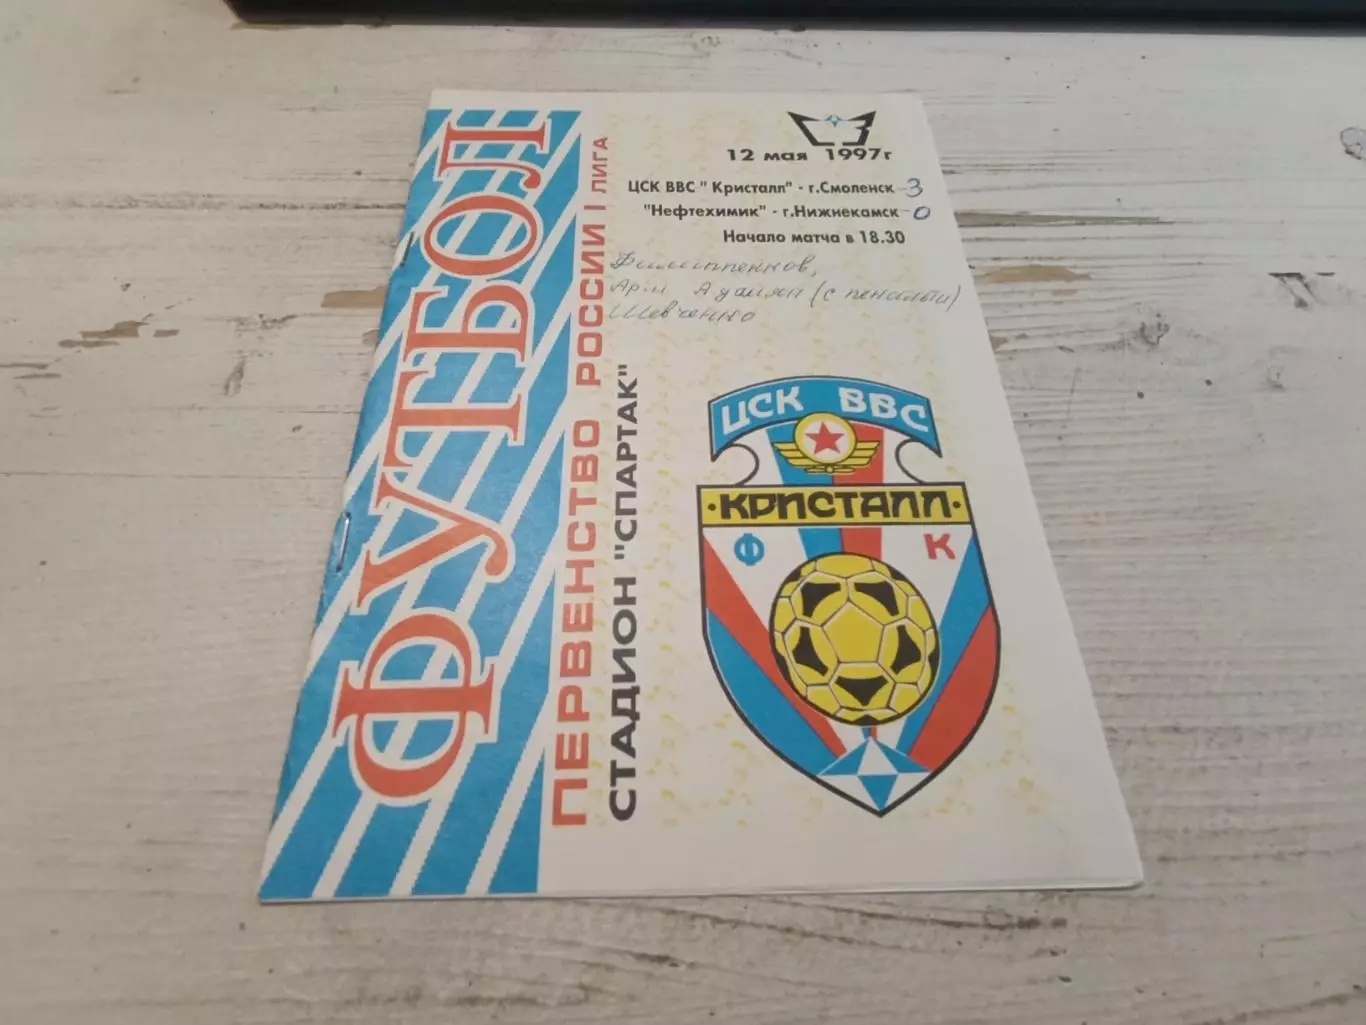 ФУТБОЛ
ПЕРВЕНСТВО РОССИИ I ЛИГА
СТАДИОН "СПАРТАК"
12 мая 1997г
ЦСК ВВС " Кристалл" - г.Смоленск-3
"Нефтехимик" - г.Нижнекамск-0
Начало матча в 18.30
Филиппенков,
Арм Адамян (с пенальти)
Шевченко
ЦСК ВВС
·КРИСТАЛЛ·
Ф К